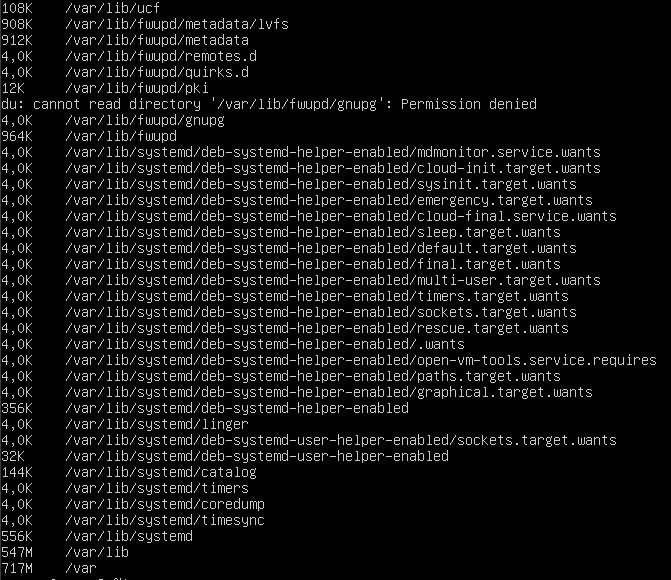 108K /var/lib/ucf
908K /var/lib/fwupd/metadata/lvfs
912K /var/lib/fwupd/metadata
4,0K /var/lib/fwupd/remotes.d
4,0K /var/lib/fwupd/quirks.d
12K /var/lib/fwupd/pki
du: cannot read directory '/var/lib/fwupd/gnupg': Permission denied
4,0K /var/lib/fwupd/gnupg
964K /var/lib/fwupd
4,0K /var/lib/systemd/deb-systemd-helper-enabled/mdmonitor.service.wants
4,0K /var/lib/systemd/deb-systemd-helper-enabled/cloud-init.target.wants
4,0K /var/lib/systemd/deb-systemd-helper-enabled/sysinit.target.wants
4,0K /var/lib/systemd/deb-systemd-helper-enabled/emergency.target.wants
4,0K /var/lib/systemd/deb-systemd-helper-enabled/cloud-final.service.wants
4,0K /var/lib/systemd/deb-systemd-helper-enabled/sleep.target.wants
4,0K /var/lib/systemd/deb-systemd-helper-enabled/default.target.wants
4,0K /var/lib/systemd/deb-systemd-helper-enabled/final.target.wants
4,0K /var/lib/systemd/deb-systemd-helper-enabled/multi-user.target.wants
4,0K /var/lib/systemd/deb-systemd-helper-enabled/timers.target.wants
4,0K /var/lib/systemd/deb-systemd-helper-enabled/sockets.target.wants
4,0K /var/lib/systemd/deb-systemd-helper-enabled/rescue.target.wants
4,0K /var/lib/systemd/deb-systemd-helper-enabled/.wants
4,0K /var/lib/systemd/deb-systemd-helper-enabled/open-vm-tools.service.requires
4,0K /var/lib/systemd/deb-systemd-helper-enabled/paths.target.wants
4,0K /var/lib/systemd/deb-systemd-helper-enabled/graphical.target.wants
356K /var/lib/systemd/deb-systemd-helper-enabled
4,0K /var/lib/systemd/linger
4,0K /var/lib/systemd/deb-systemd-user-helper-enabled/sockets.target.wants
32K /var/lib/systemd/deb-systemd-user-helper-enabled
144K /var/lib/systemd/catalog
4,0K /var/lib/systemd/timers
4,0K /var/lib/systemd/coredump
4,0K /var/lib/systemd/timesync
556K /var/lib/systemd
547M /var/lib
717M /var